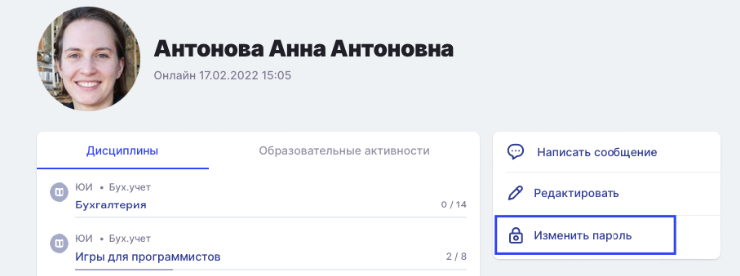 Антонова Анна Антоновна
Онлайн 17.02.2022 15:05
Дисциплины
Образовательные активности
ЮИ • Бух.учет
Бухгалтерия
0 / 14
ЮИ • Бух.учет
Игры для программистов
2 / 8
Написать сообщение
Редактировать
Изменить пароль